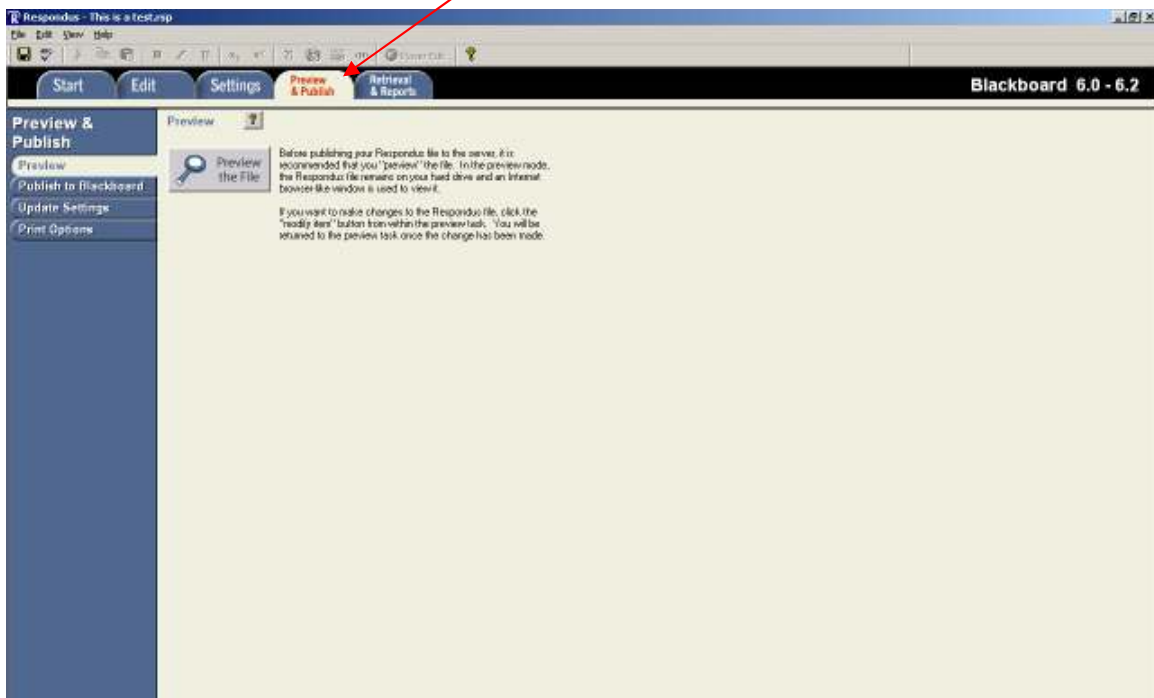 Respondus - This is a test.rsp
File Edit View Help
Start Edit Settings Preview & Publish Retrieval & Reports Blackboard 6.0 - 6.2
Preview & Publish
Preview
Publish to Blackboard
Update Settings
Print Options
Preview ?
Preview the File
Before publishing your Respondus file to the server, it is
recommended that you "preview" the file. In the preview mode,
the Respondus file remains on your hard drive and an Internet
browser-like window is used to view it.
If you want to make changes to the Respondus file, click the
"modify item" button from within the preview task. You will be
returned to the preview task once the change has been made.